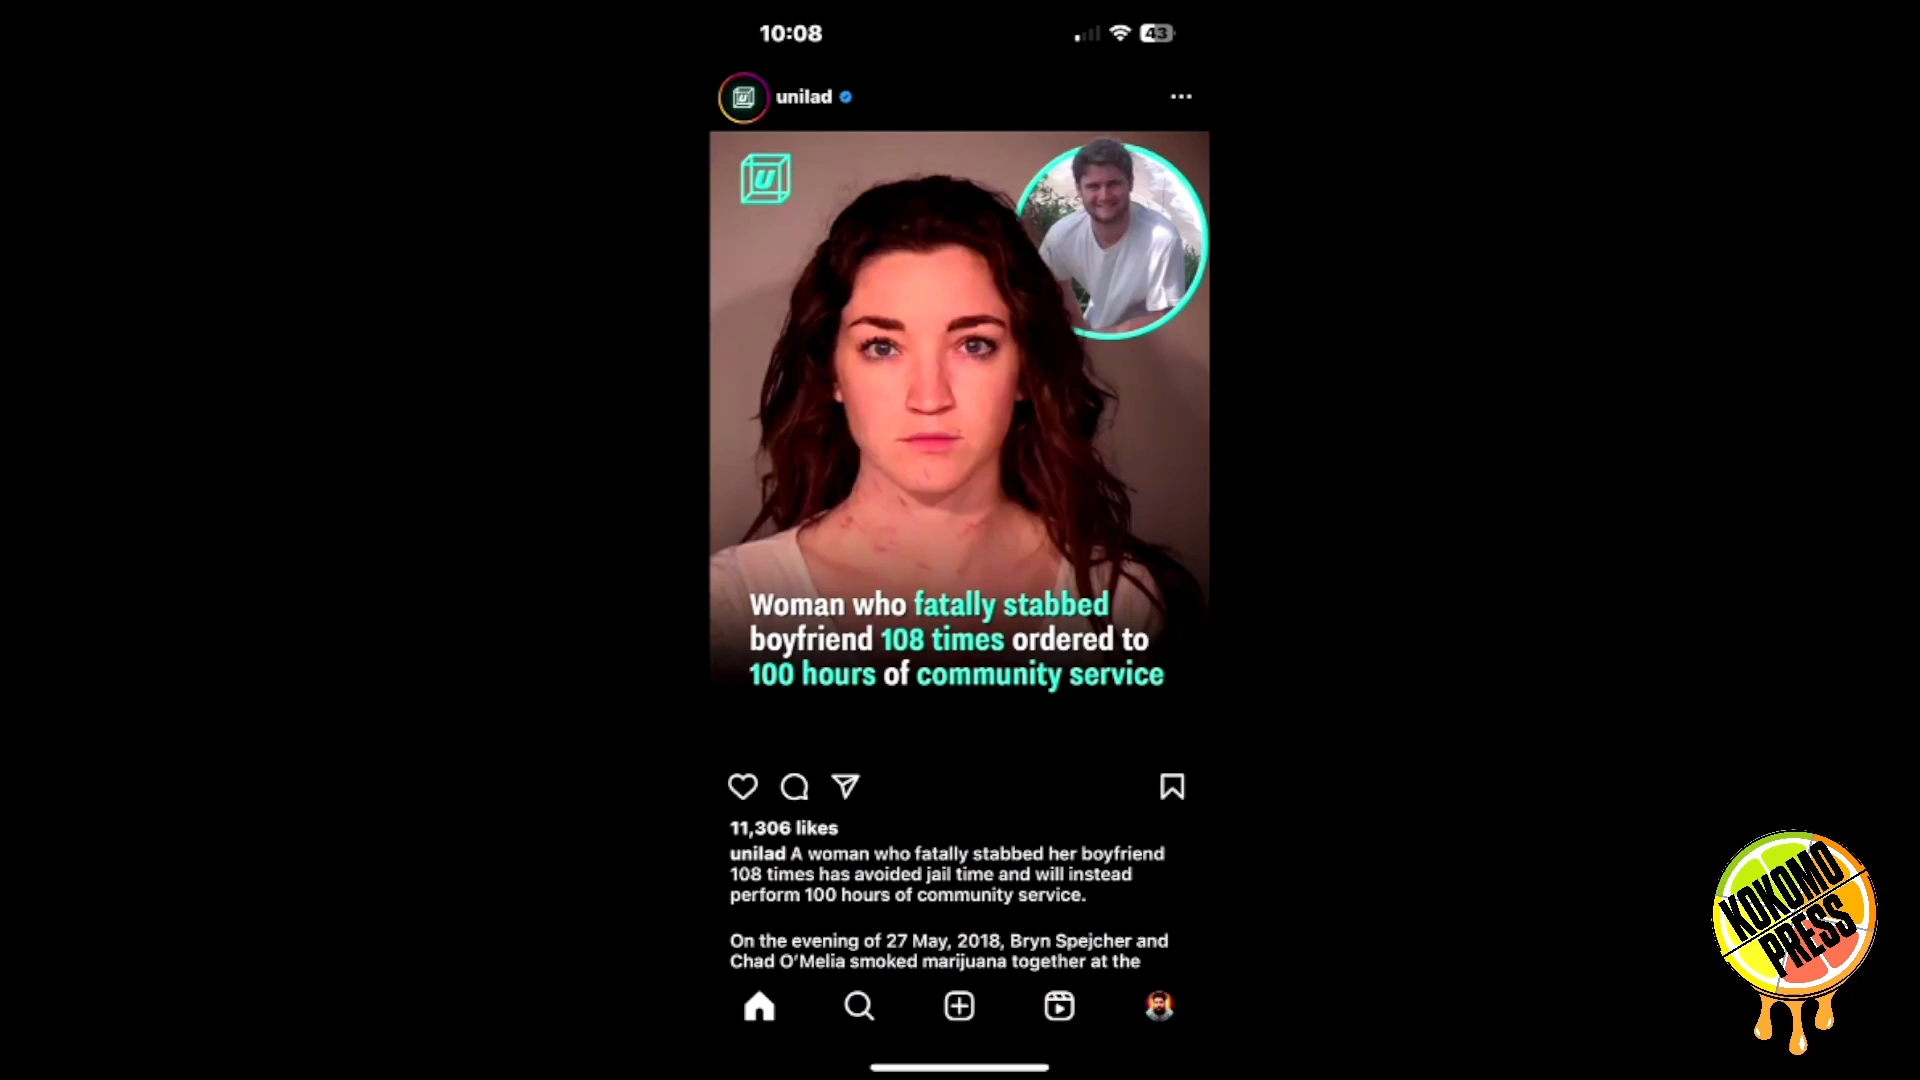 10:08
43
unilad
U
Woman who fatally stabbed
boyfriend 108 times ordered to
100 hours of community service
11,306 likes
unilad A woman who fatally stabbed her boyfriend
108 times has avoided jail time and will instead
perform 100 hours of community service.
On the evening of 27 May, 2018, Bryn Spejcher and
Chad O'Melia smoked marijuana together at the
KOKOMO
PRESS